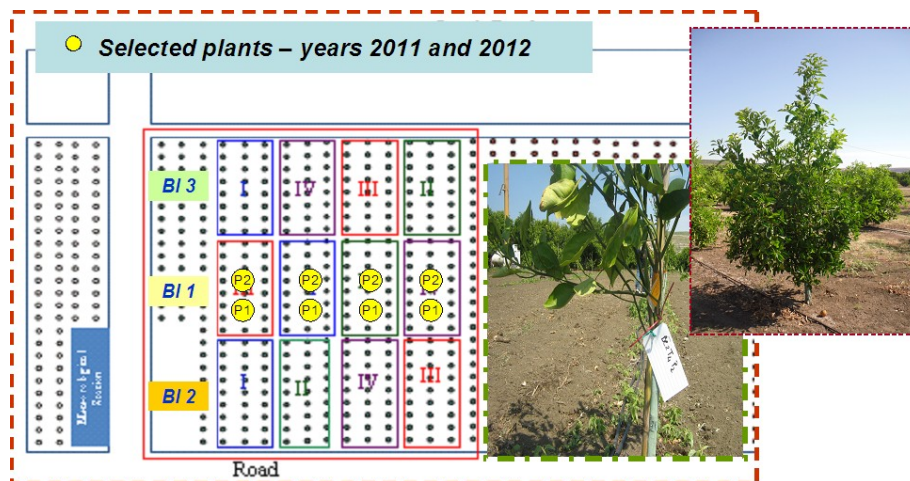 Selected plants – years 2011 and 2012
Bl 3
I
IV
III
II
Bl 1
P2
P2
P2
P2
P1
P1
P1
P1
Bl 2
I
II
IV
III
Road